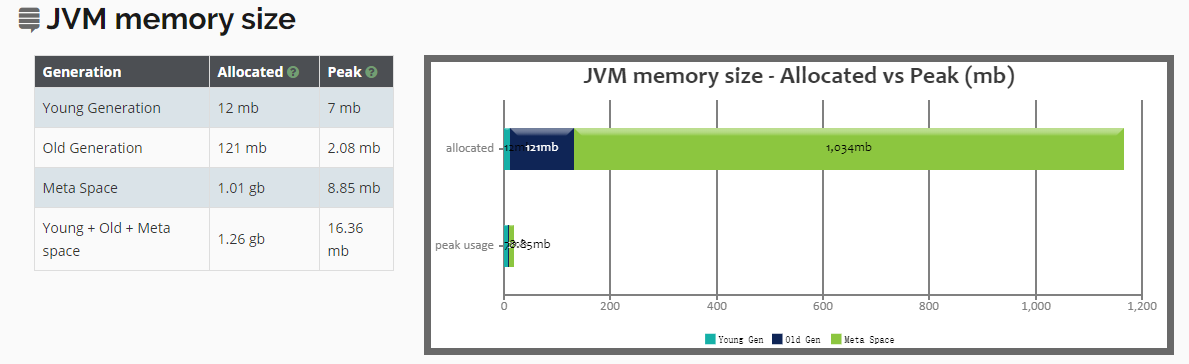 JVM memory size
Generation Allocated ? Peak ?
Young Generation 12 mb 7 mb
Old Generation 121 mb 2.08 mb
Meta Space 1.01 gb 8.85 mb
Young + Old + Meta space 1.26 gb 16.36 mb
JVM memory size - Allocated vs Peak (mb)
allocated 121mb 1,034mb
peak usage 8.85mb
0 200 400 600 800 1,000 1,200
Young Gen Old Gen Meta Space